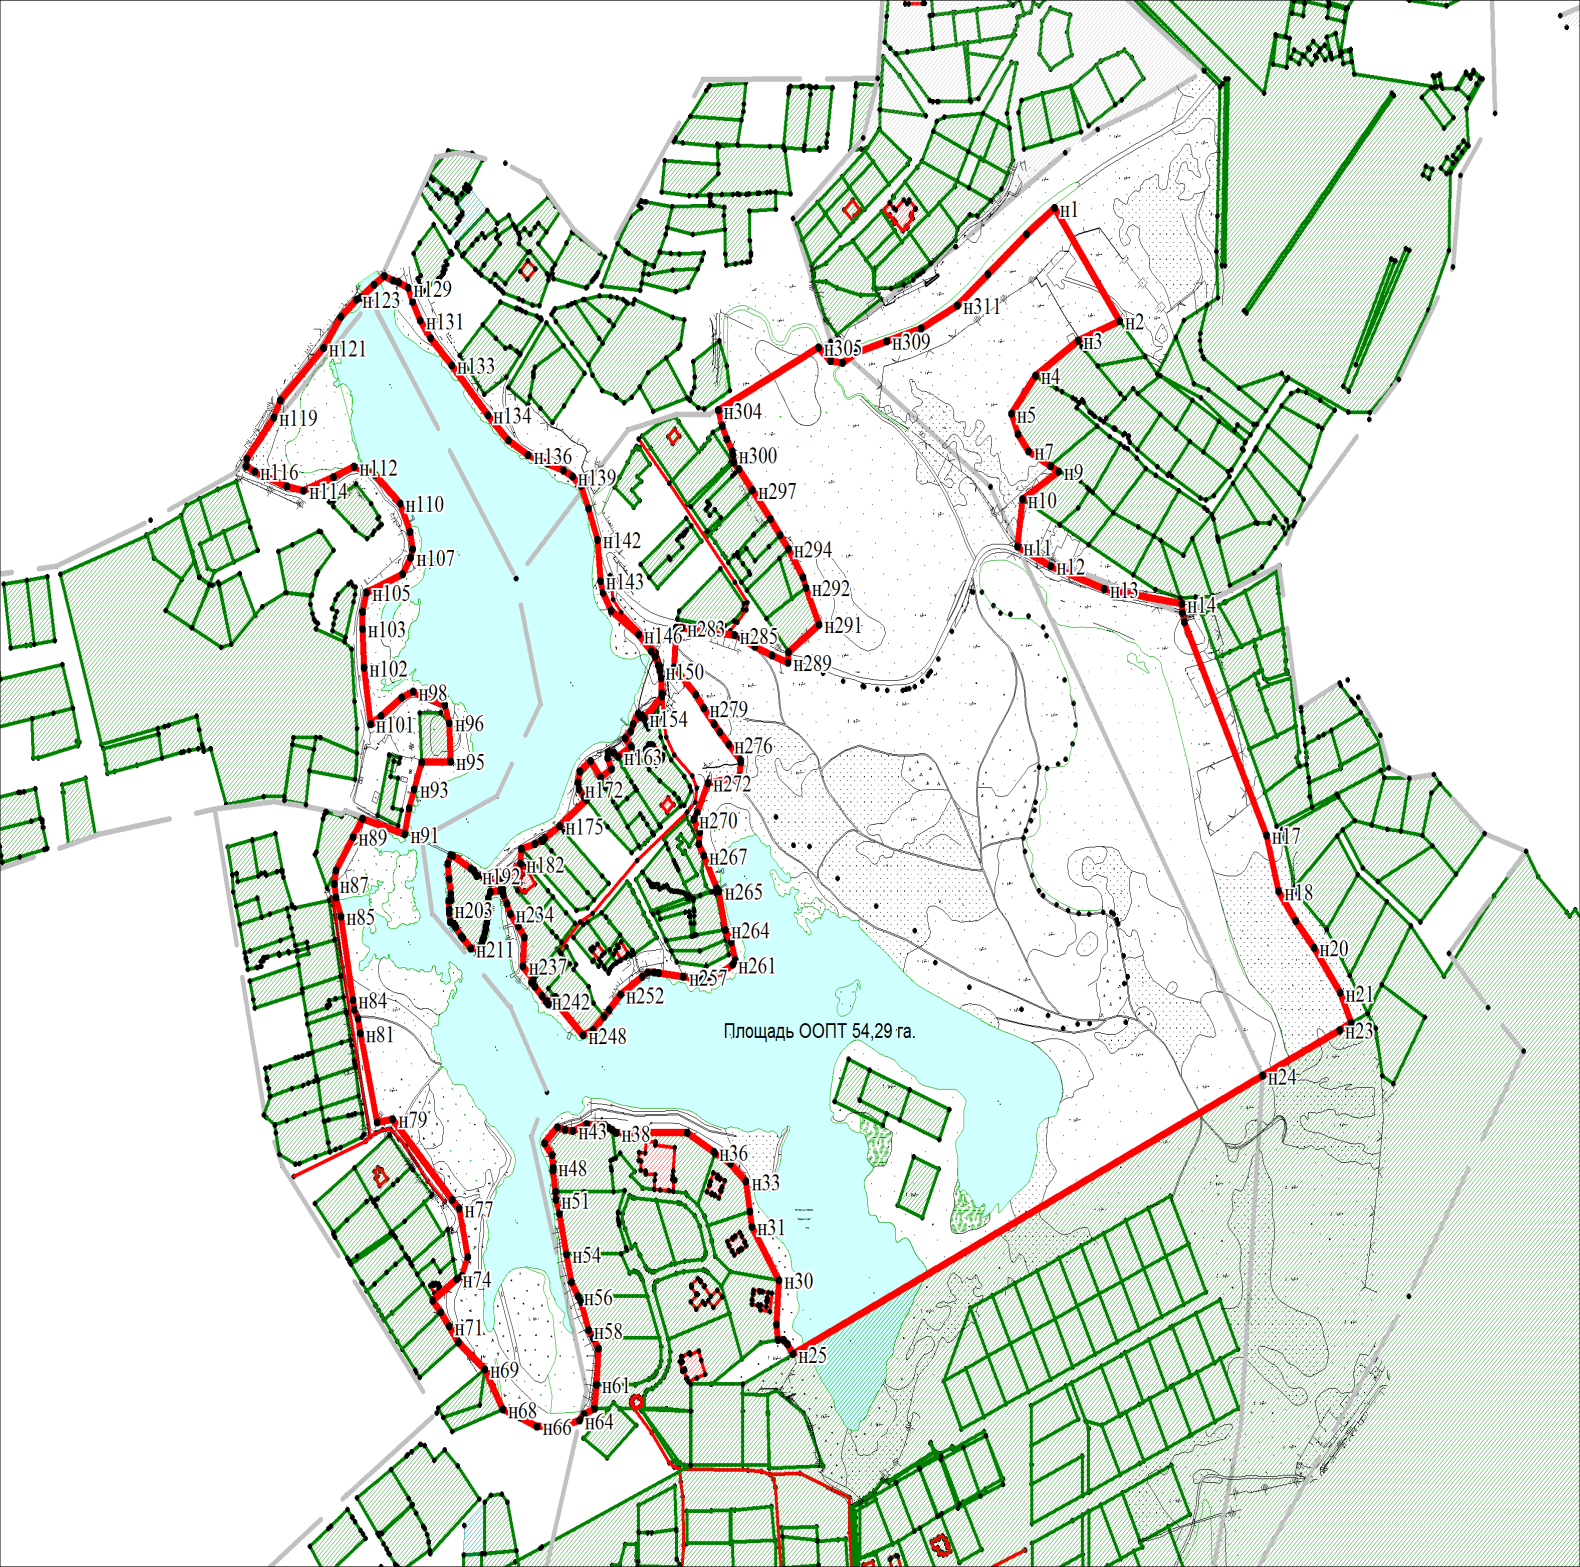 н1
н2
н3
н311
н309
н305
н4
н5
н304
н7
н9
н300
н10
н297
н11
н12
н294
н13
н292
н14
н291
н129
н123
н131
н121
н133
н119
н134
н136
н139
н116
н112
н114
н110
н142
н107
н143
н105
н103
н146
н283
н285
н289
н102
н150
н98
н101
н96
н154
н279
н276
н95
н163
н172
н272
н93
н175
н270
н91
н89
н267
н182
н17
н87
н192
н265
н18
н85
н203
н234
н264
н20
н211
н237
н261
н257
н252
н242
н21
н84
н81
н248
Площадь ООПТ 54,29 га.
н23
н24
н79
н43
н38
н36
н48
н33
н51
н77
н31
н54
н74
н30
н56
н71
н58
н25
н69
н61
н68
н66
н64